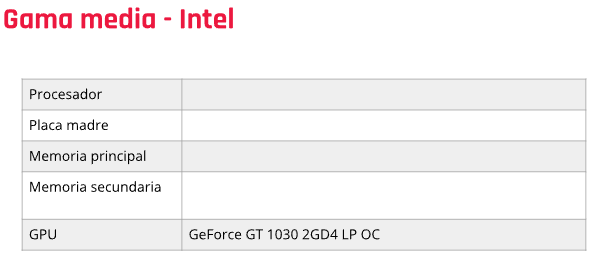 Gama media - Intel
Procesador
Placa madre
Memoria principal
Memoria secundaria
GPU GeForce GT 1030 2GD4 LP OC